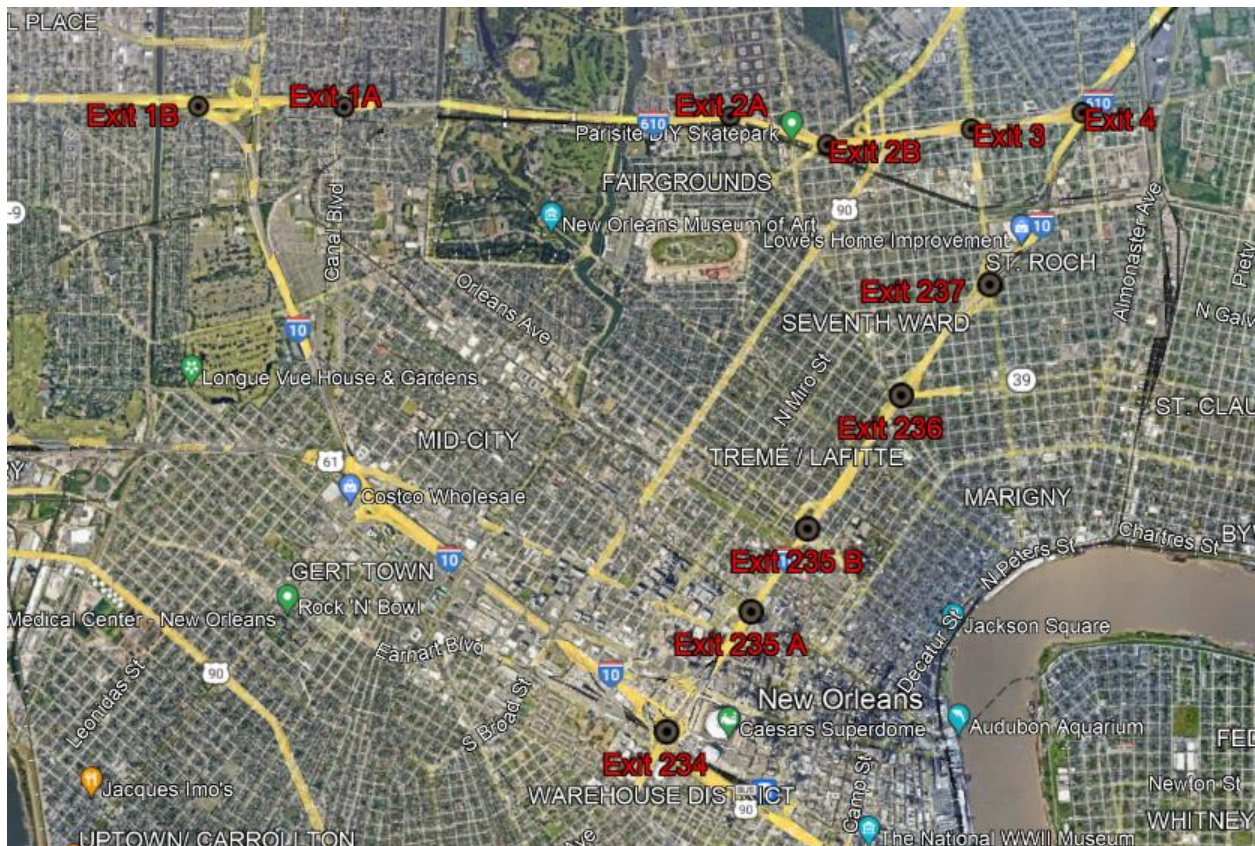 L PLACE
Exit 1B
Exit 1A
Exit 2A
610
Exit 4
610
Parisite DIY Skatepark
Exit 2B
Exit 3
FAIRGROUNDS
-9
90
New Orleans Museum of Art
10
Lowe's Home Improvement
Canal Blvd
ST. ROCH
Almonaster Ave
Piety
Exit 237
Orleans Ave
N Galv
10
SEVENTH WARD
Longue Vue House & Gardens
N Miro St
39
ST. CLAU
Exit 236
MID-CITY
TREMÉ / LAFITTE
RY
61
Costco Wholesale
MARIGNY
Chartres St
BY
N Peters St
10
Exit 235 B
GERT TOWN
Rock 'N' Bowl
Medical Center - New Orleans
Jackson Square
Exit 235 A
Earhart Blvd
Decatur St
90
10
Leonidas St
S Broad St
New Orleans
Caesars Superdome
Audubon Aquarium
FED
Exit 234
Jacques-Imo's
WAREHOUSE DISTRICT
BUS
90
Camp St
Newton St
WHITNEY
UPTOWN/ CARROLLTON
Ave
The National WWII Museum